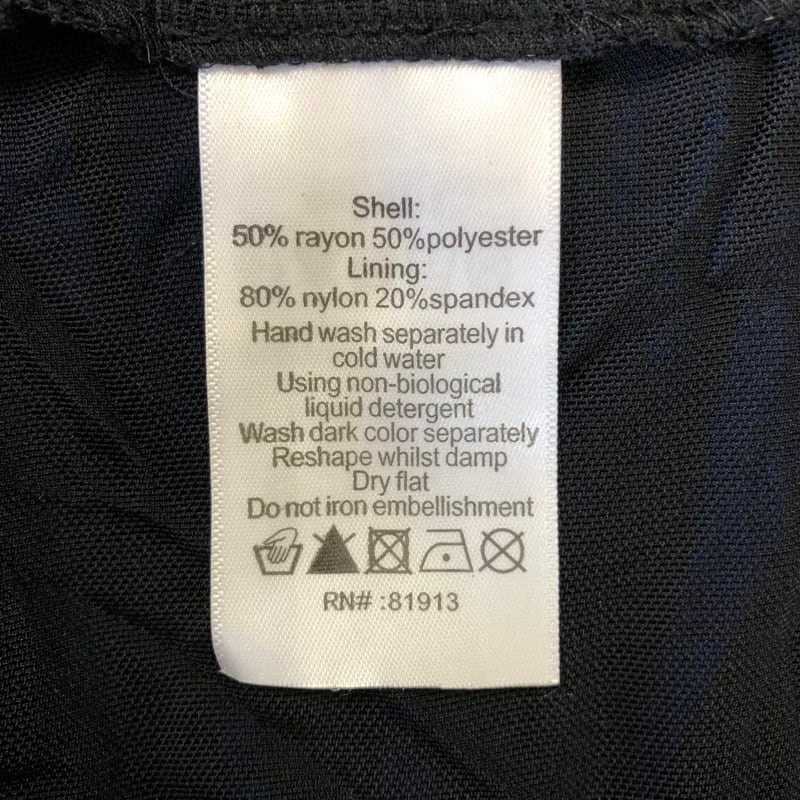 Shell:
50% rayon 50%polyester
Lining:
80% nylon 20%spandex
Hand wash separately in
cold water
Using non-biological
liquid detergent
Wash dark color separately
Reshape whilst damp
Dry flat
Do not iron embellishment
RN# :81913